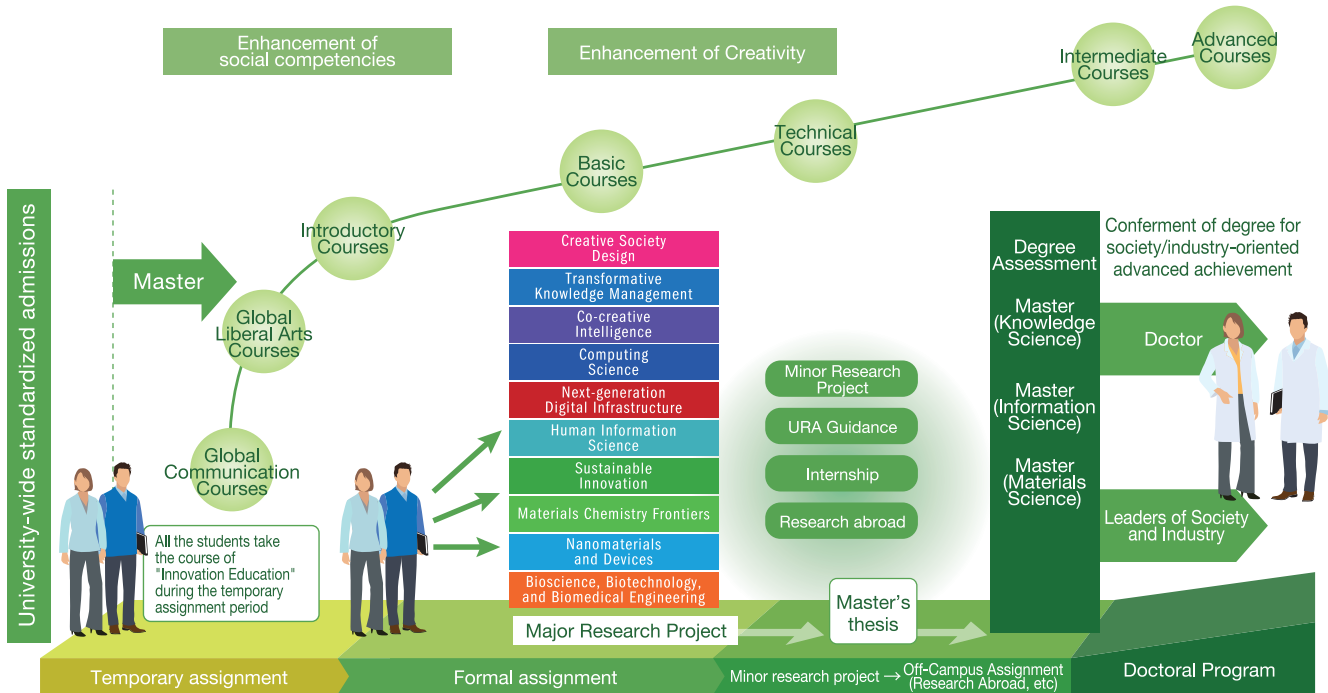 Enhancement of
social competencies
Enhancement of Creativity
Advanced
Courses
Intermediate
Courses
Technical
Courses
Basic
Courses
Introductory
Courses
Global
Liberal Arts
Courses
Global
Communication
Courses
University-wide standardized admissions
Master
All the students take
the course of
"Innovation Education"
during the temporary
assignment period
Creative Society
Design
Transformative
Knowledge Management
Co-creative
Intelligence
Computing
Science
Next-generation
Digital Infrastructure
Human Information
Science
Sustainable
Innovation
Materials Chemistry Frontiers
Nanomaterials
and Devices
Bioscience, Biotechnology,
and Biomedical Engineering
Minor Research
Project
URA Guidance
Internship
Research abroad
Major Research Project
Master's
thesis
Degree
Assessment
Master
(Knowledge
Science)
Master
(Information
Science)
Master
(Materials
Science)
Conferment of degree for
society/industry-oriented
advanced achievement
Doctor
Leaders of Society
and Industry
Temporary assignment
Formal assignment
Minor research project → Off-Campus Assignment
(Research Abroad, etc)
Doctoral Program